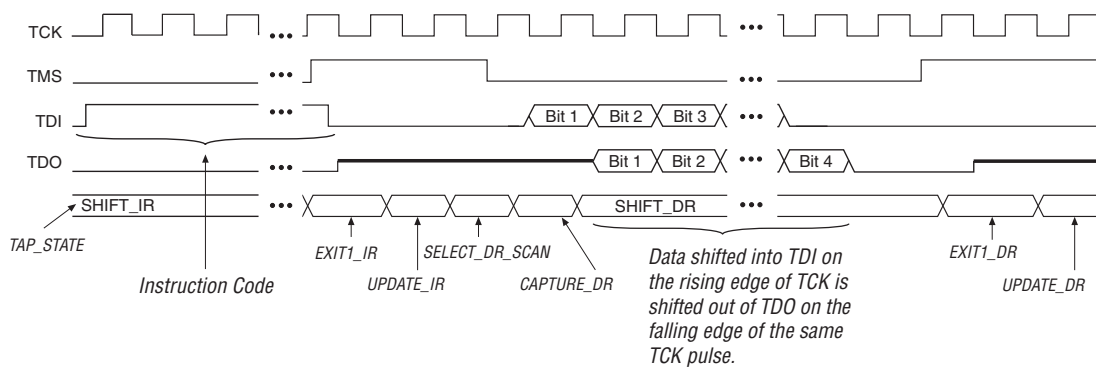 TCK
•••
•••
TMS
•••
•••
TDI
•••
Bit 1
Bit 2
Bit 3
•••
TDO
•••
Bit 1
Bit 2
•••
Bit 4
SHIFT_IR
•••
SHIFT_DR
•••
TAP_STATE
EXIT1_IR
SELECT_DR_SCAN
EXIT1_DR
Instruction Code
UPDATE_IR
CAPTURE_DR
UPDATE_DR
Data shifted into TDI on
the rising edge of TCK is
shifted out of TDO on the
falling edge of the same
TCK pulse.